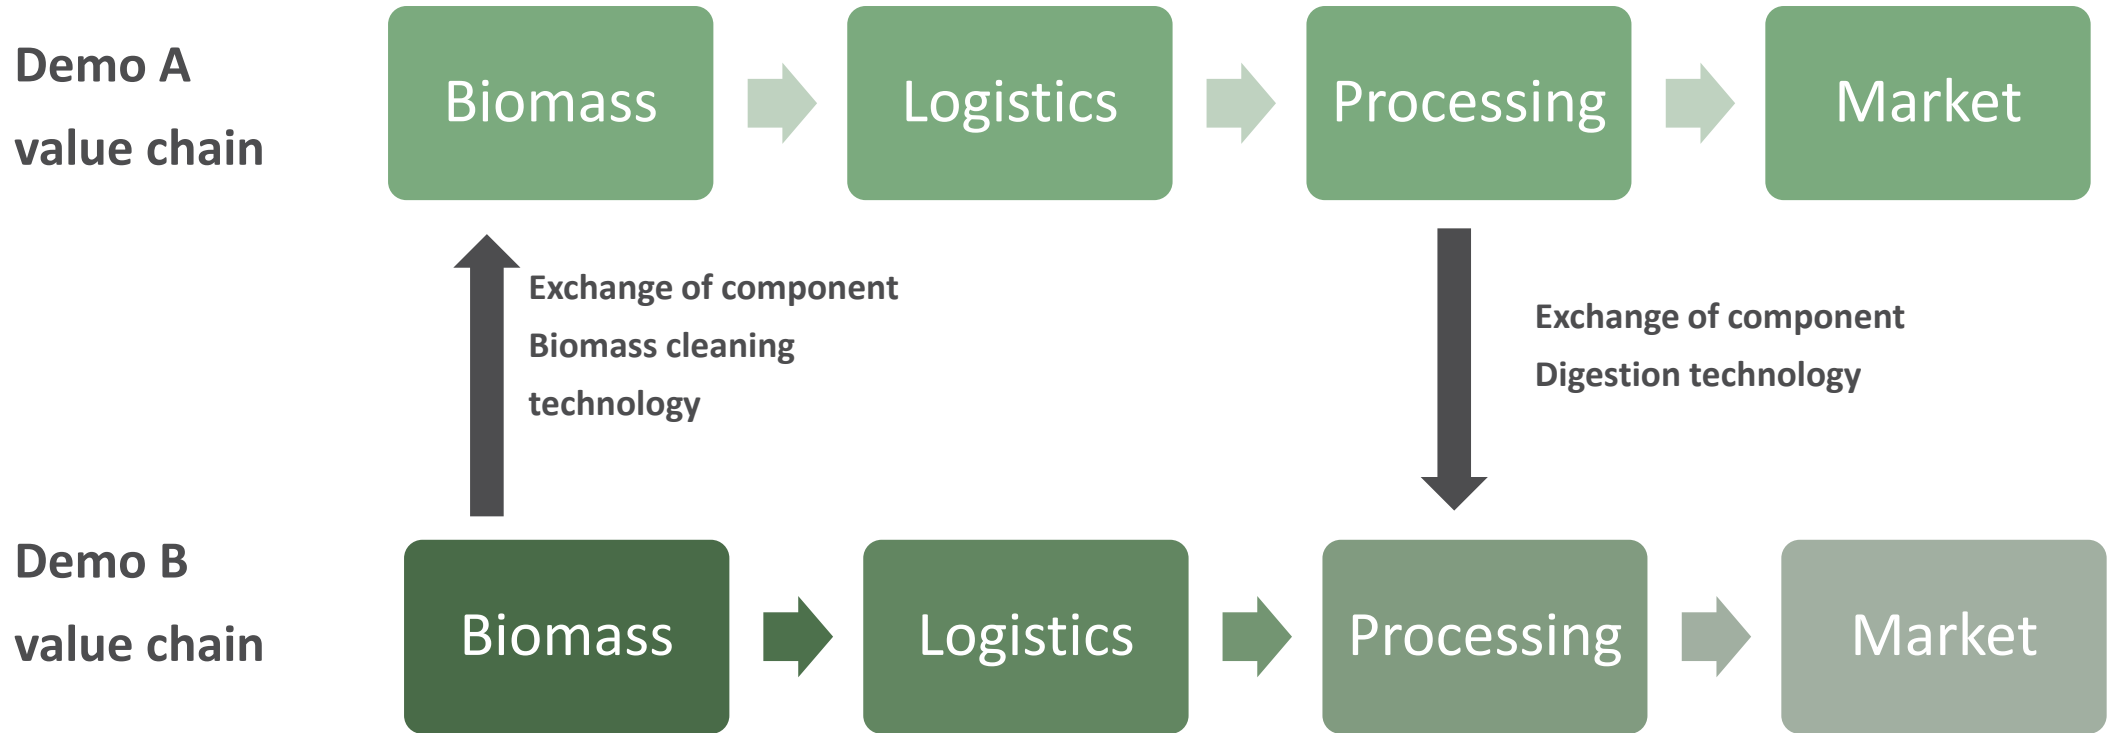 Demo A
value chain
Biomass
Logistics
Processing
Market
Exchange of component
Biomass cleaning
technology
Exchange of component
Digestion technology
Demo B
value chain
Biomass
Logistics
Processing
Market